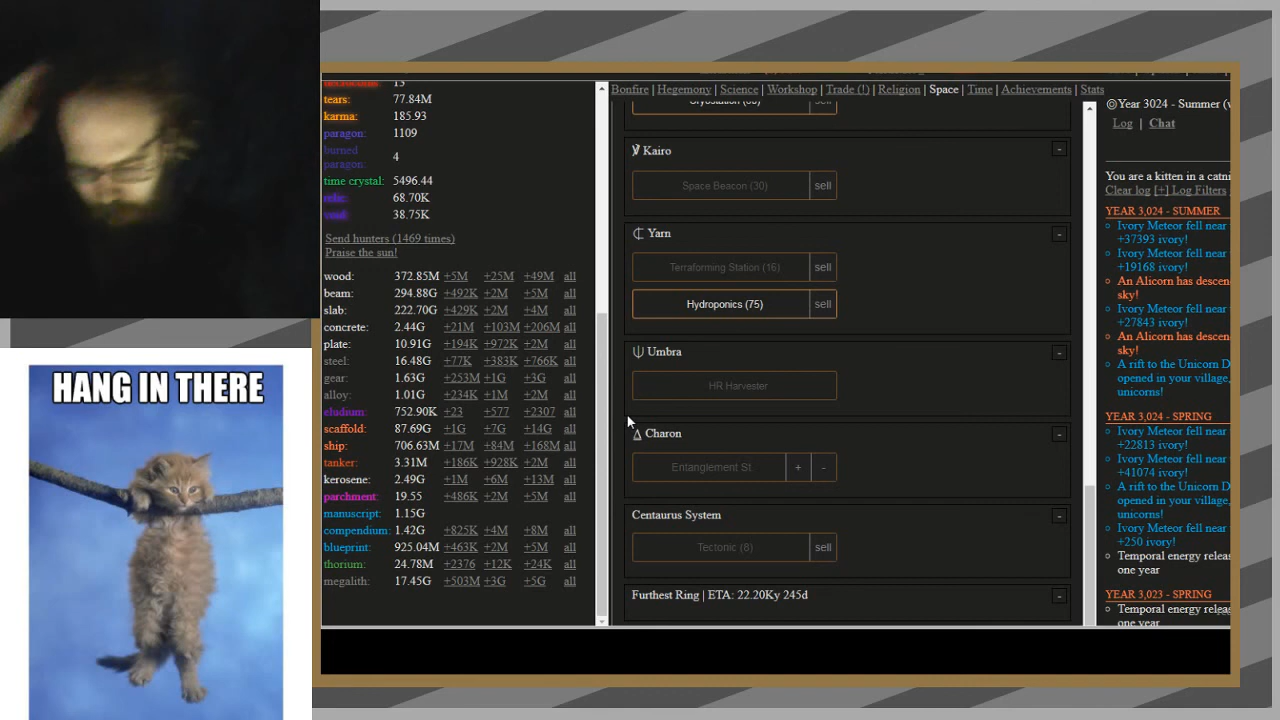 13
tears: 77.84M
karma: 185.93
paragon: 1109
burned
paragon: 4
time crystal: 5496.44
relic: 68.70K
void: 38.75K
Send hunters (1469 times)
Praise the sun!
wood: 372.85M +5M +25M +49M all
beam: 294.88G +492K +2M +5M all
slab: 222.70G +429K +2M +4M all
concrete: 2.44G +21M +103M +206M all
plate: 10.91G +194K +972K +2M all
steel: 16.48G +77K +383K +766K all
gear: 1.63G +253M +1G +3G all
alloy: 1.01G +234K +1M +2M all
eludium: 752.90K +23 +577 +2307 all
scaffold: 87.69G +1G +7G +14G all
ship: 706.63M +17M +84M +168M all
tanker: 3.31M +186K +928K +2M all
kerosene: 2.49G +1M +6M +13M all
parchment: 19.55 +486K +2M +5M all
manuscript: 1.15G
compendium: 1.42G +825K +4M +8M all
blueprint: 925.04M +463K +2M +5M all
thorium: 24.78M +2376 +12K +24K all
megalith: 17.45G +503M +3G +5G all
HANG IN THERE
Bonfire | Hegemony | Science | Workshop | Trade (!) | Religion | Space | Time | Achievements | Stats
Kairo -
Space Beacon (30) sell
Yarn -
Terraforming Station (16) sell
Hydroponics (75) sell
Umbra -
HR Harvester
Charon -
Entanglement St. + -
Centaurus System -
Tectonic (8) sell
Furthest Ring | ETA: 22.20Ky 245d -
Year 3024 - Summer (
Log | Chat
You are a kitten in a catni
Clear log [+] Log Filters
YEAR 3,024 - SUMMER
Ivory Meteor fell near
+37393 ivory!
Ivory Meteor fell near
+19168 ivory!
An Alicorn has descen
sky!
Ivory Meteor fell near
+27843 ivory!
An Alicorn has descen
sky!
A rift to the Unicorn D
opened in your village,
unicorns!
YEAR 3,024 - SPRING
Ivory Meteor fell near
+22813 ivory!
Ivory Meteor fell near
+41074 ivory!
A rift to the Unicorn D
opened in your village,
unicorns!
Ivory Meteor fell near
+250 ivory!
Temporal energy relea
one year
YEAR 3,023 - SPRING
Temporal energy relea
one year